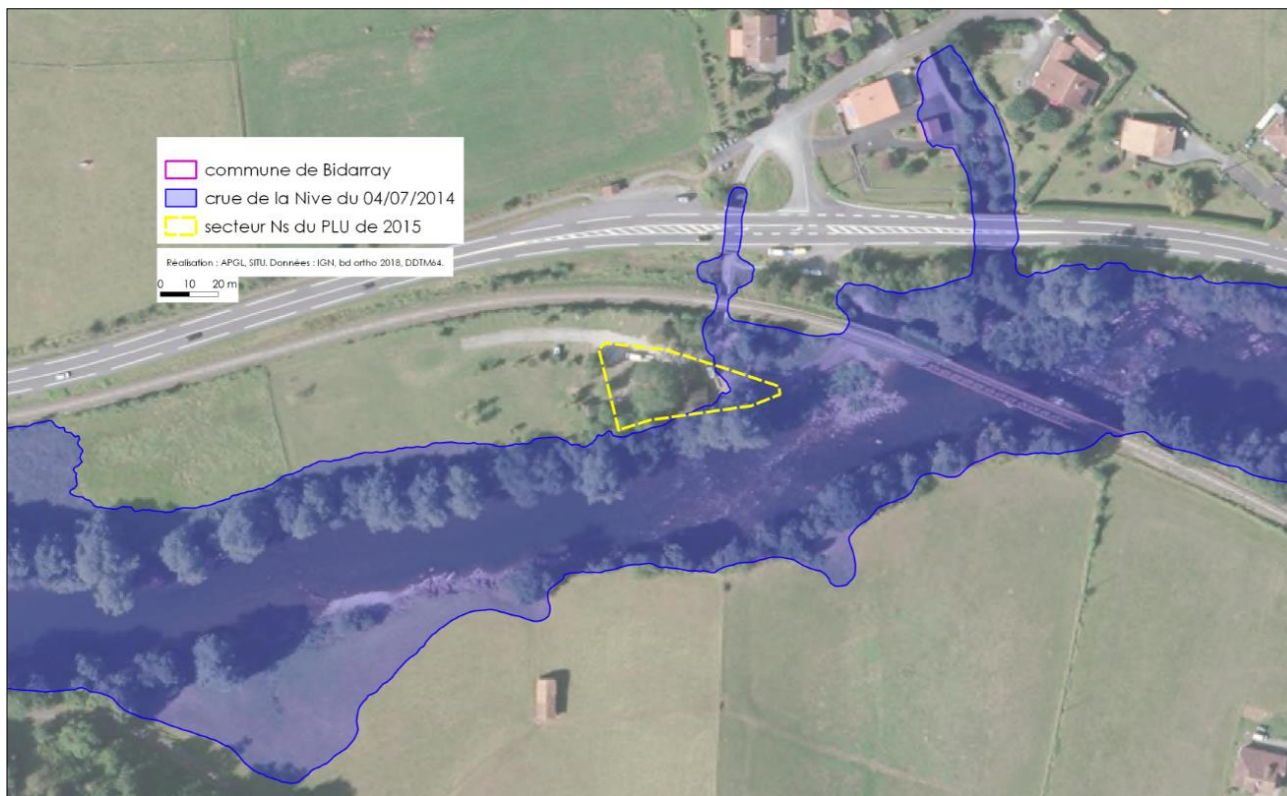 commune de Bidarray
crue de la Nive du 04/07/2014
secteur Ns du PLU de 2015
Réalisation : APGL, SITU. Données : IGN, bd ortho 2018, DDTM64.
0 10 20 m